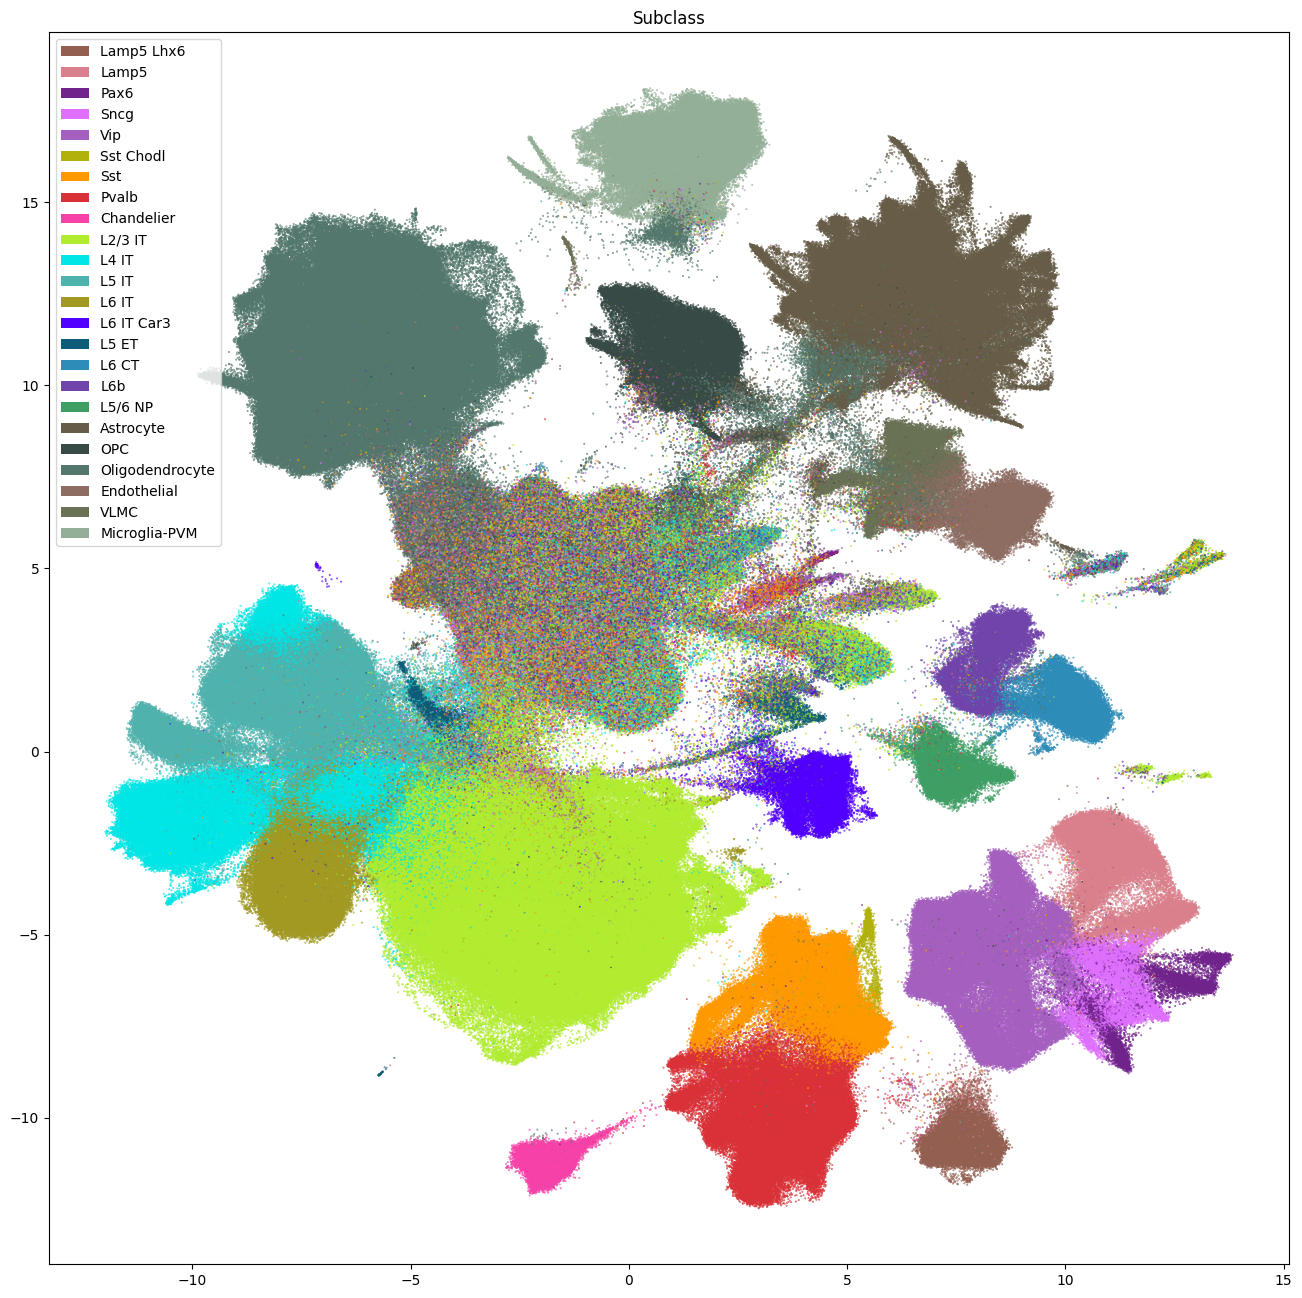 Subclass
Lamp5 Lhx6
Lamp5
Pax6
Sncg
Vip
Sst Chodl
Sst
Pvalb
Chandelier
L2/3 IT
L4 IT
L5 IT
L6 IT
L6 IT Car3
L5 ET
L6 CT
L6b
L5/6 NP
Astrocyte
OPC
Oligodendrocyte
Endothelial
VLMC
Microglia-PVM
15
10
5
0
−5
−10
−10 −5 0 5 10 15